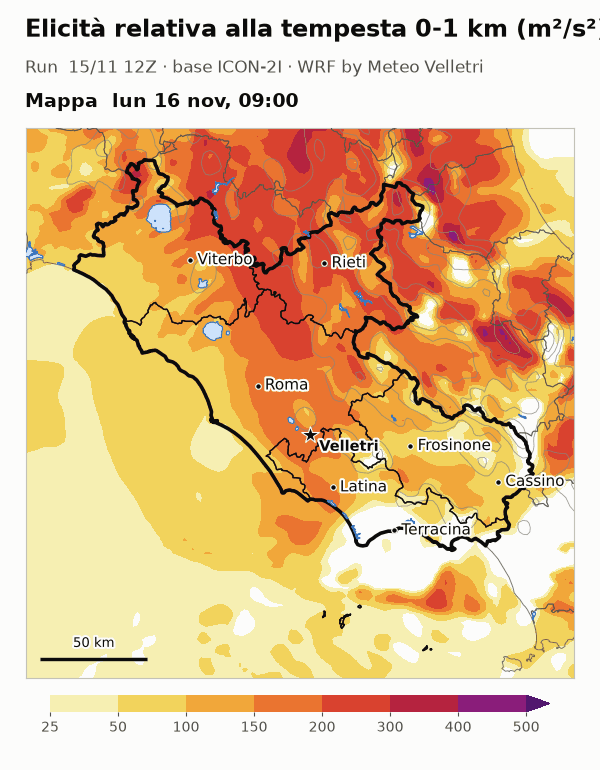 Elicità relativa alla tempesta 0-1 km (m²/s²)
Run 15/11 12Z · base ICON-2I · WRF by Meteo Velletri
Mappa lun 16 nov, 09:00
Viterbo
Rieti
Roma
Velletri
Frosinone
Cassino
Latina
Terracina
50 km
25 50 100 150 200 300 400 500